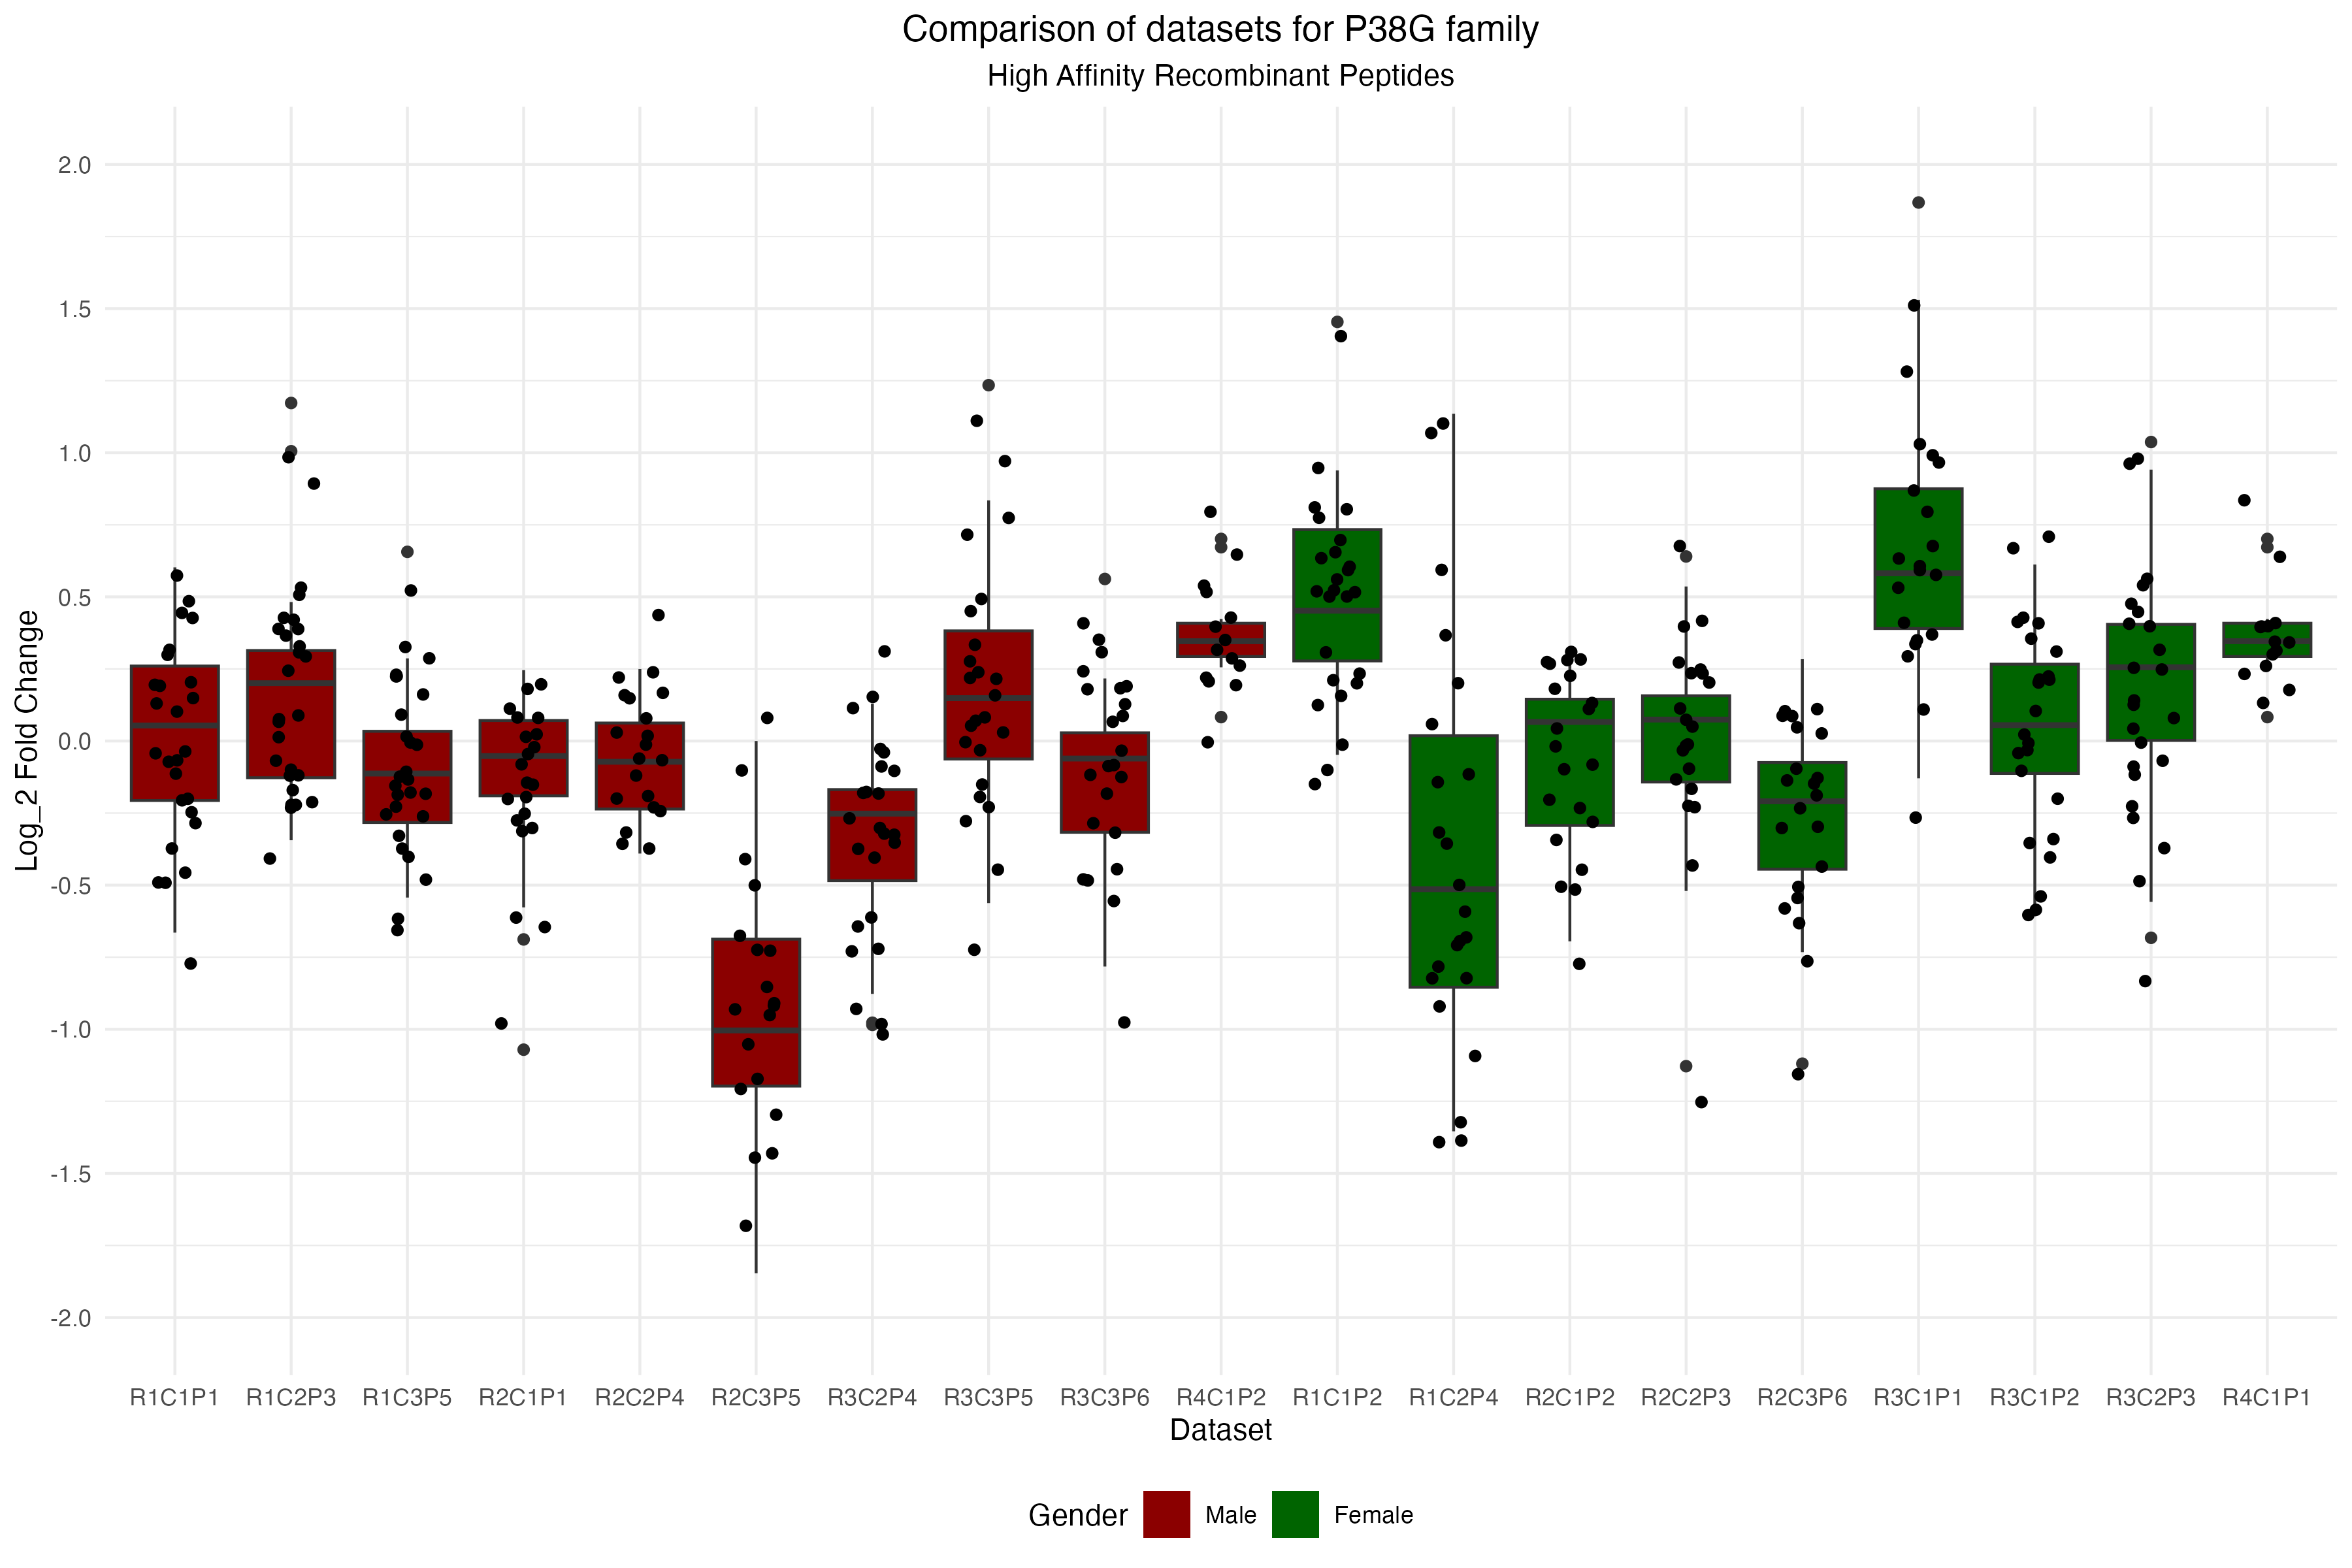 Comparison of datasets for P38G family
High Affinity Recombinant Peptides
Log_2 Fold Change
2.0
1.5
1.0
0.5
0.0
-0.5
-1.0
-1.5
-2.0
R1C1P1 R1C2P3 R1C3P5 R2C1P1 R2C2P4 R2C3P5 R3C2P4 R3C3P5 R3C3P6 R4C1P2 R1C1P2 R1C2P4 R2C1P2 R2C2P3 R2C3P6 R3C1P1 R3C1P2 R3C2P3 R4C1P1
Dataset
Gender Male Female